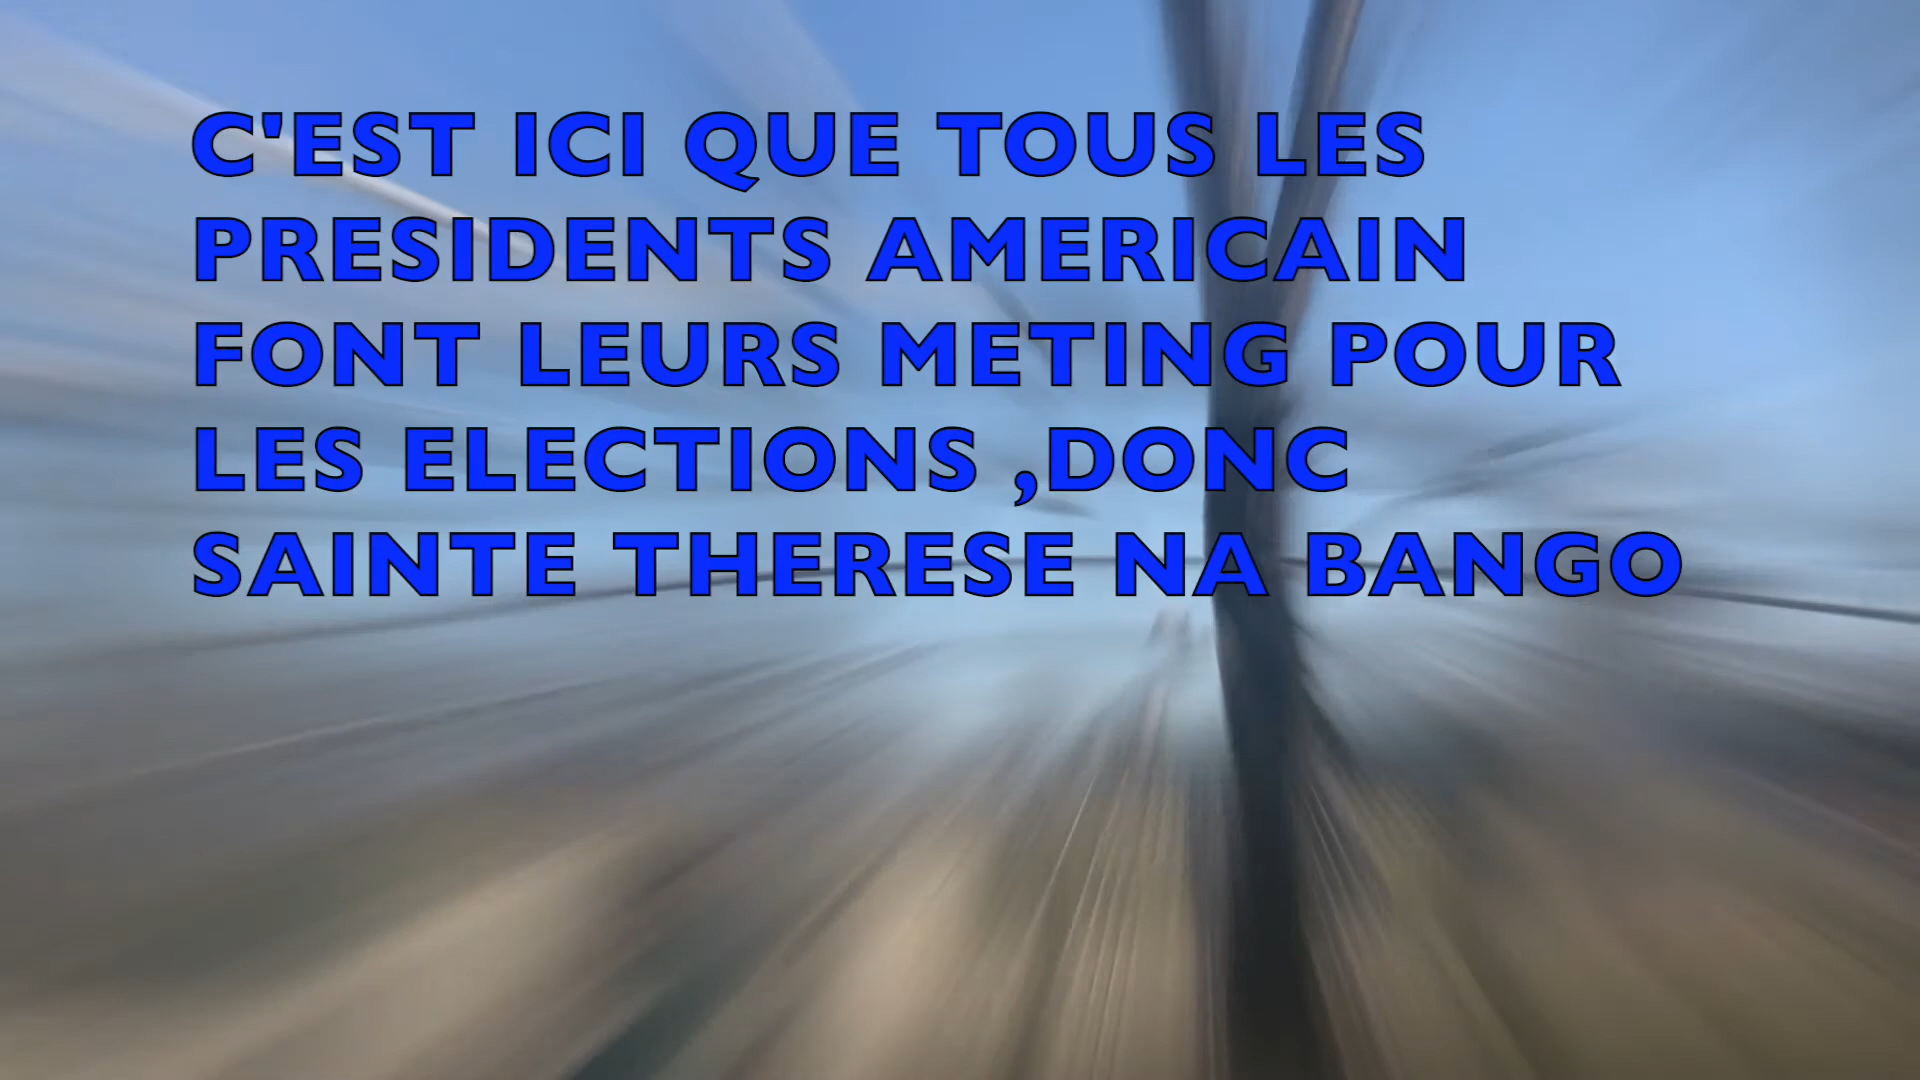 C'EST ICI QUE TOUS LES
PRESIDENTS AMERICAIN
FONT LEURS METING POUR
LES ELECTIONS ,DONC
SAINTE THERESE NA BANGO